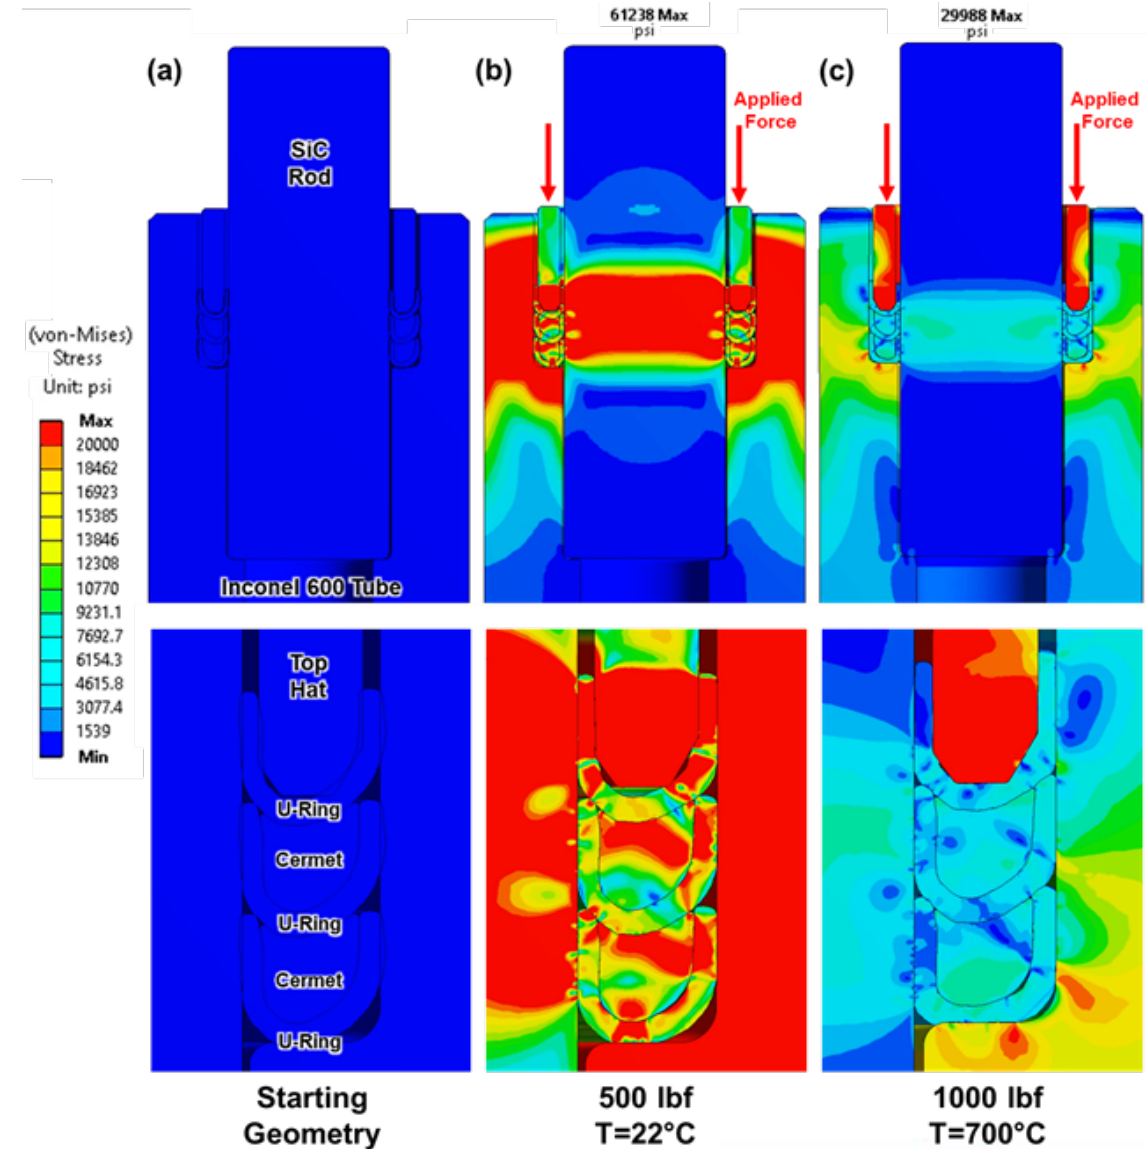 61238 Max
psi
29988 Max
psi
(a)
(b)
(c)
Applied
Force
Applied
Force
SiC
Rod
(von-Mises)
Stress
Unit: psi
Max
20000
18462
16923
15385
13846
12308
10770
9231.1
7692.7
6154.3
4615.8
3077.4
1539
Min
Inconel 600 Tube
Top
Hat
U-Ring
Cermet
U-Ring
Cermet
U-Ring
Starting
Geometry
500 lbf
T=22°C
1000 lbf
T=700°C